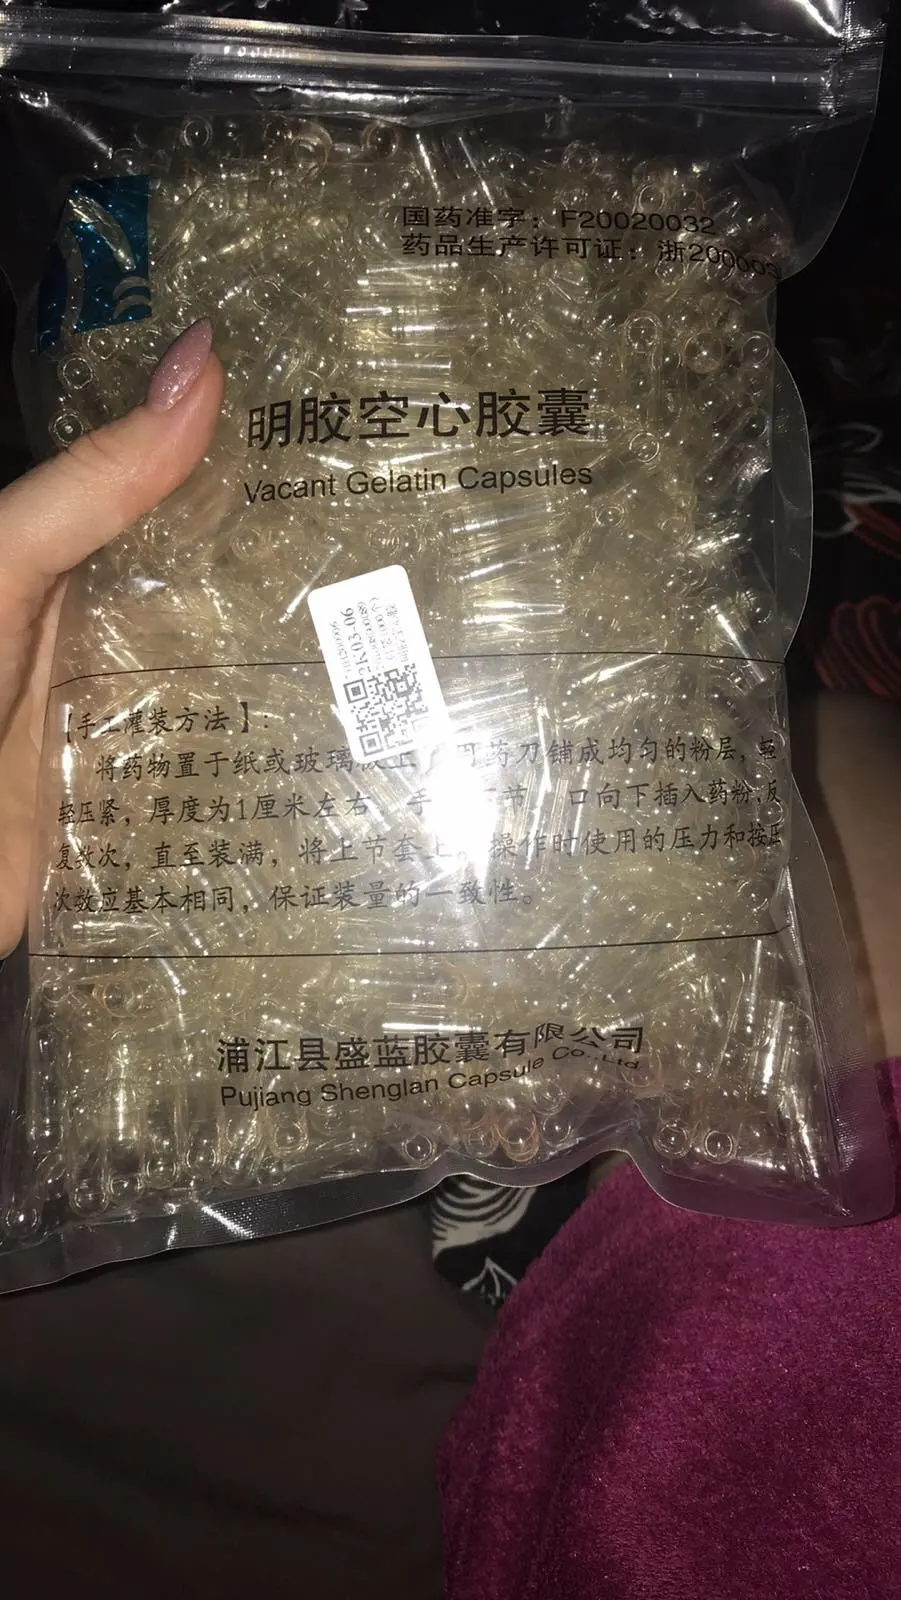 国药准字：F20020032
药品生产许可证：浙200009
明胶空心胶囊
Vacant Gelatin Capsules
2K-03-06
【手工灌装方法】：
将药物置于纸或玻璃板上 药刀铺成均匀的粉层，轻
轻压紧，厚度为1厘米左右 手 节 口向下插入药粉，反
复数次，直至装满，将上节套上 操作时使用的压力和按压
次数应基本相同，保证装量的一致性。
浦江县盛蓝胶囊有限公司
Pujiang Shenglan Capsule Co.,Ltd